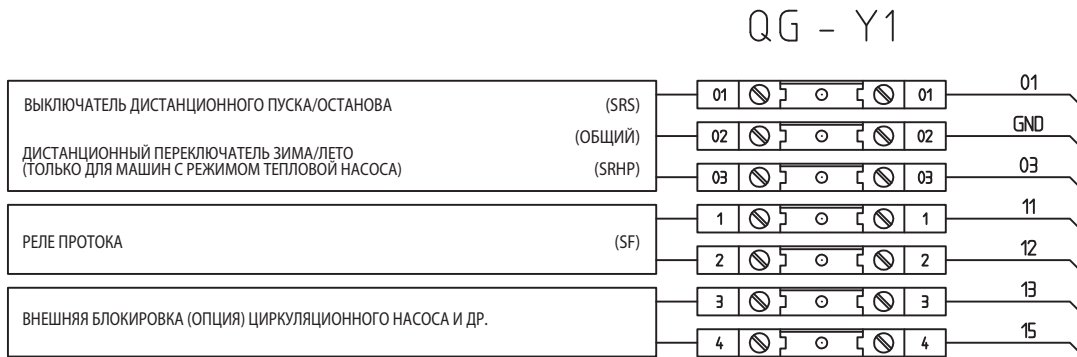 QG - Y1
ВЫКЛЮЧАТЕЛЬ ДИСТАНЦИОННОГО ПУСКА/ОСТАНОВА (SRS) 01 01 01
(ОБЩИЙ) 02 02 GND
ДИСТАНЦИОННЫЙ ПЕРЕКЛЮЧАТЕЛЬ ЗИМА/ЛЕТО
(ТОЛЬКО ДЛЯ МАШИН С РЕЖИМОМ ТЕПЛОВОЙ НАСОСА) (SRHP) 03 03 03
1 1 11
РЕЛЕ ПРОТОКА (SF)
2 2 12
3 3 13
ВНЕШНЯЯ БЛОКИРОВКА (ОПЦИЯ) ЦИРКУЛЯЦИОННОГО НАСОСА И ДР.
4 4 15